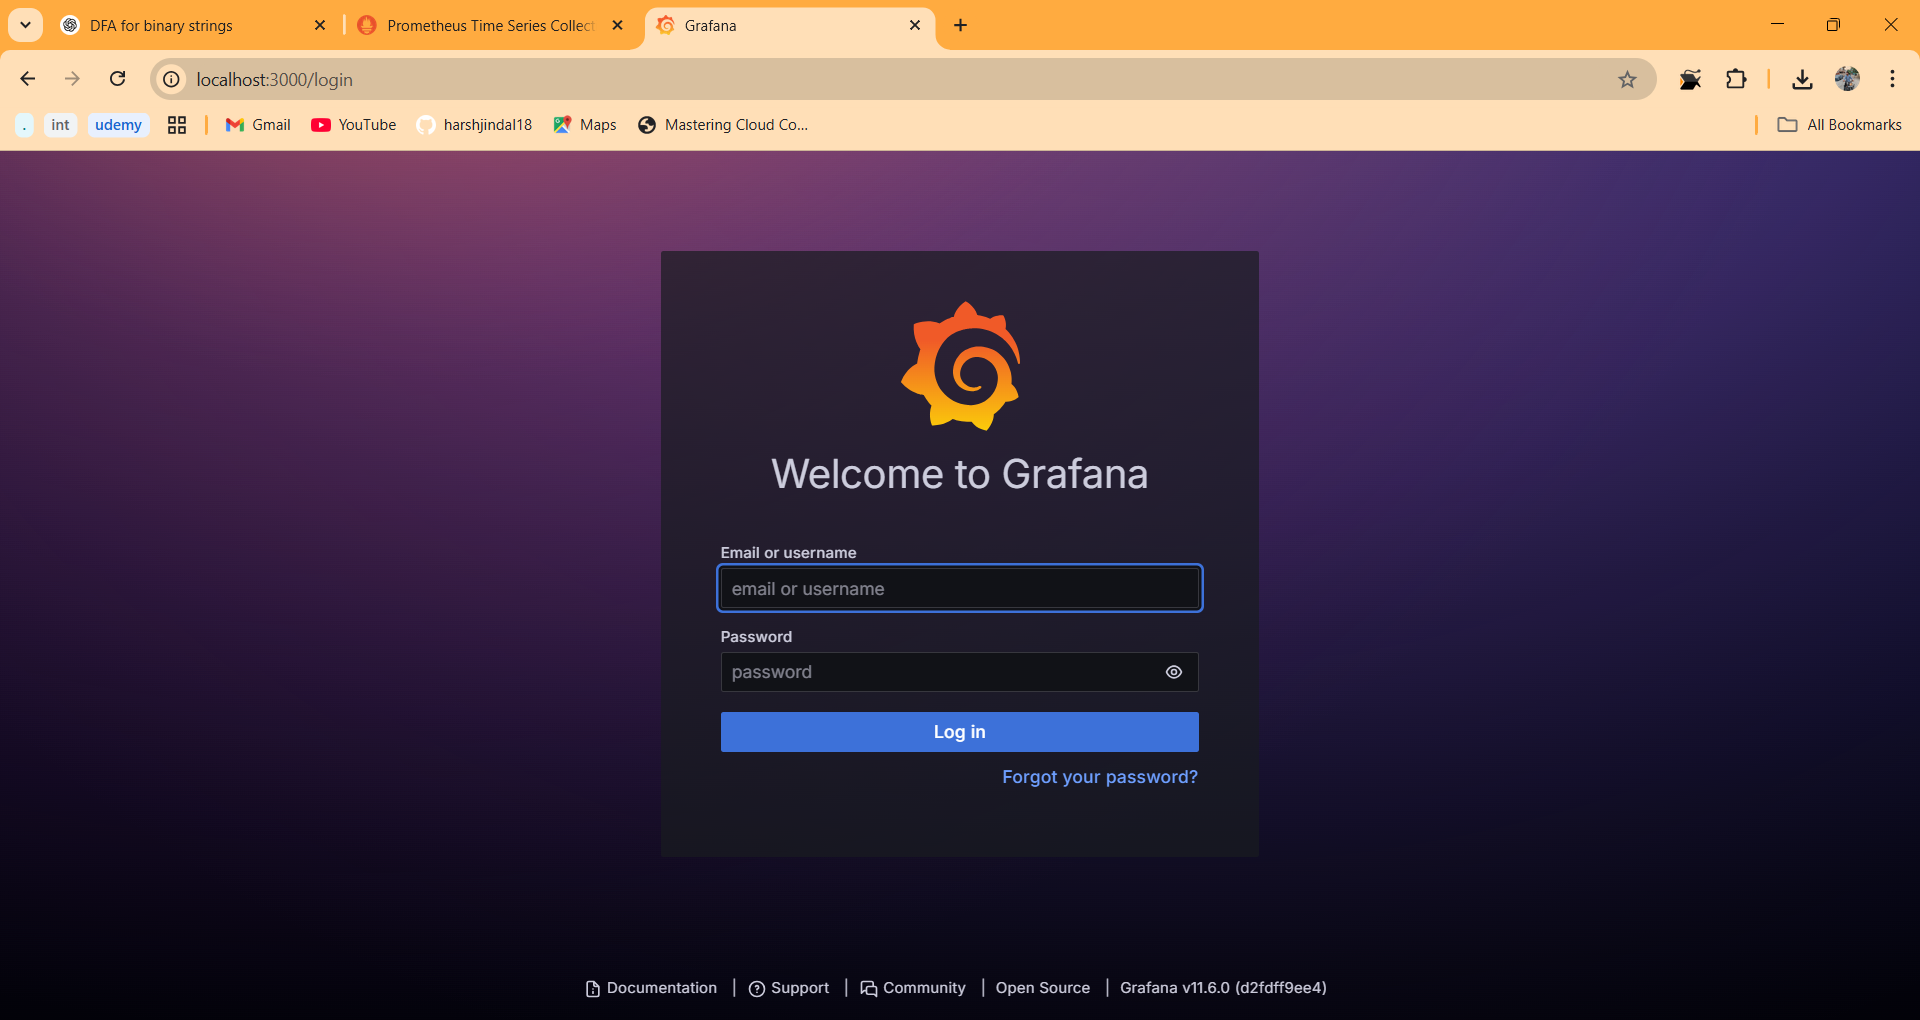 DFA for binary strings
Prometheus Time Series Collect
Grafana
localhost:3000/login
. int udemy Gmail YouTube harshjindal18 Maps Mastering Cloud Co... All Bookmarks
Welcome to Grafana
Email or username
email or username
Password
password
Log in
Forgot your password?
Documentation | Support | Community | Open Source | Grafana v11.6.0 (d2fdff9ee4)